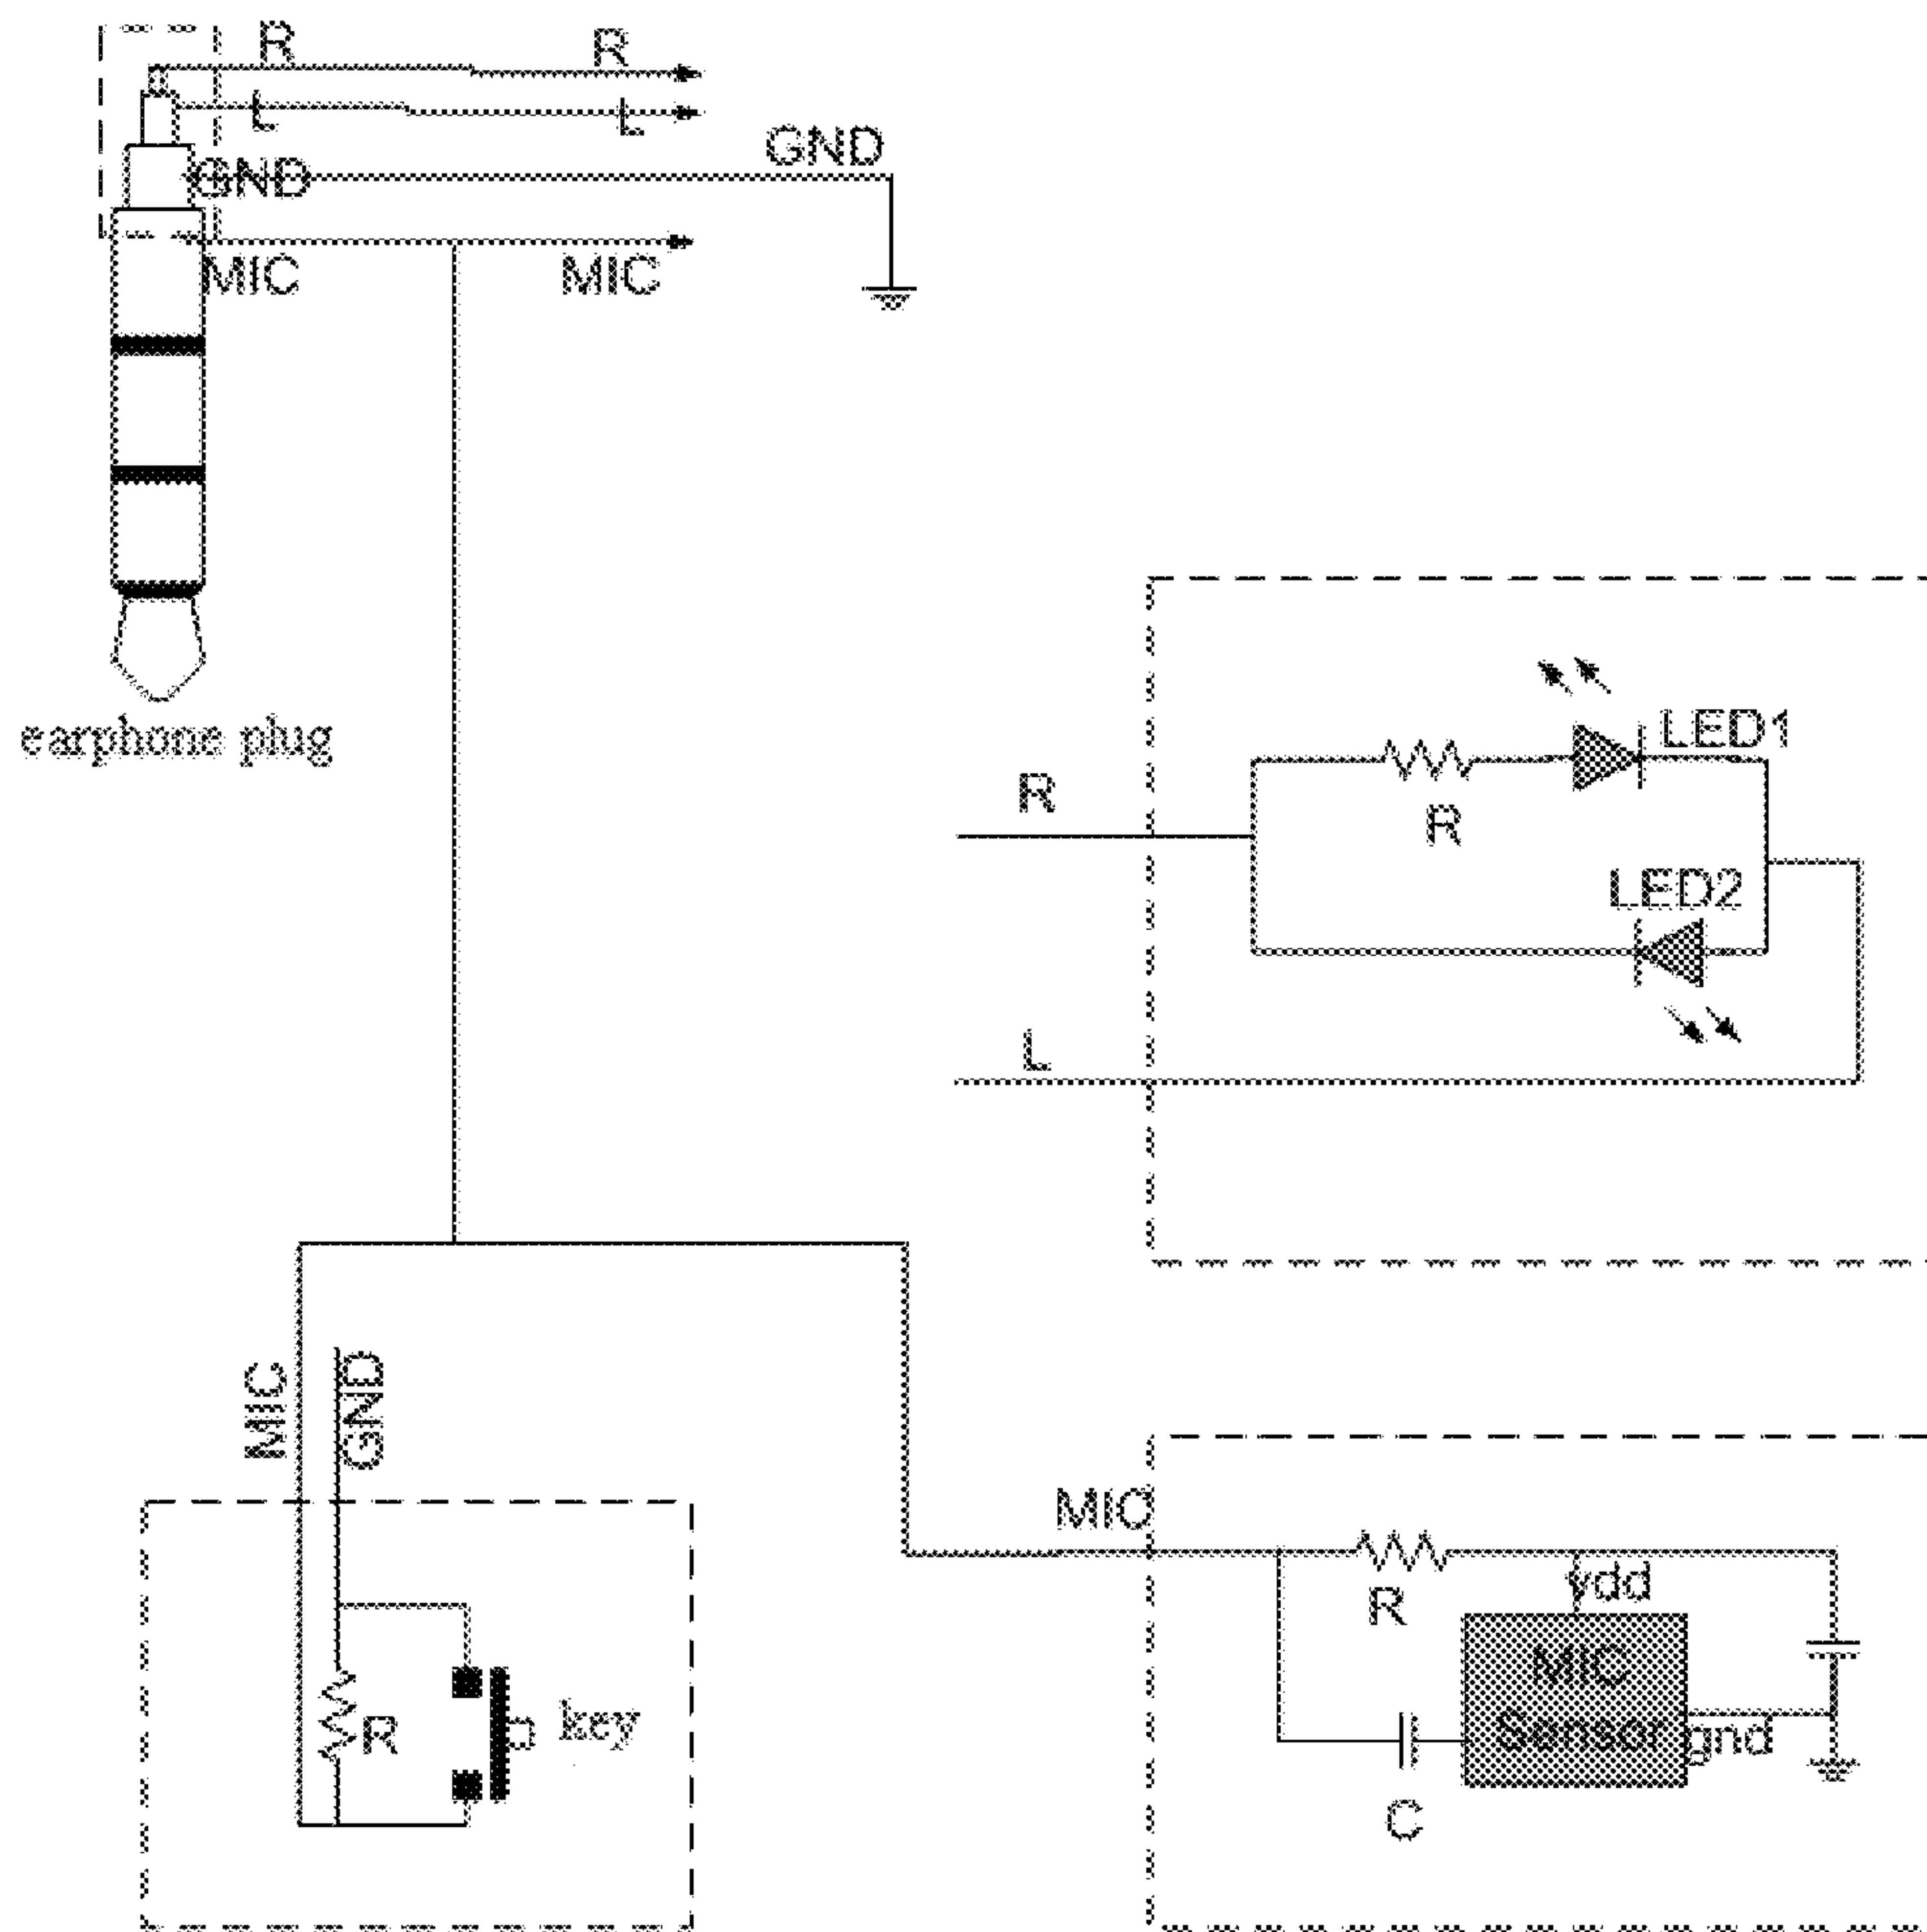 R R
L L
GND GND
MIC MIC
earphone plug
LED1
R
R
LED2
L
MIC GND
MIC
vdd
R
MIC
Sensor
gnd
R
key
C